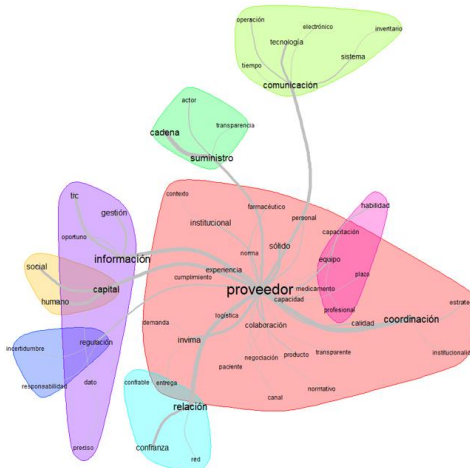 operación
electrónico
inventario
tecnología
tiempo
sistema
comunicación
actor
transparencia
cadena
suministro
contexto
habilidad
tic
gestión
farmacéutico
institucional
personal
capacitación
oportuno
norma
sólido
información
equipo
social
experiencia
plazo
cumplimiento
capital
proveedor
medicamento
humano
capacidad
logística
profesional
estrate
demanda
colaboración
calidad
coordinación
invima
regulación
incertidumbre
institucionalid
negociación
producto
transparente
responsabilidad
dato
paciente
confiable
entrega
normativo
canal
relación
confianza
preciso
red